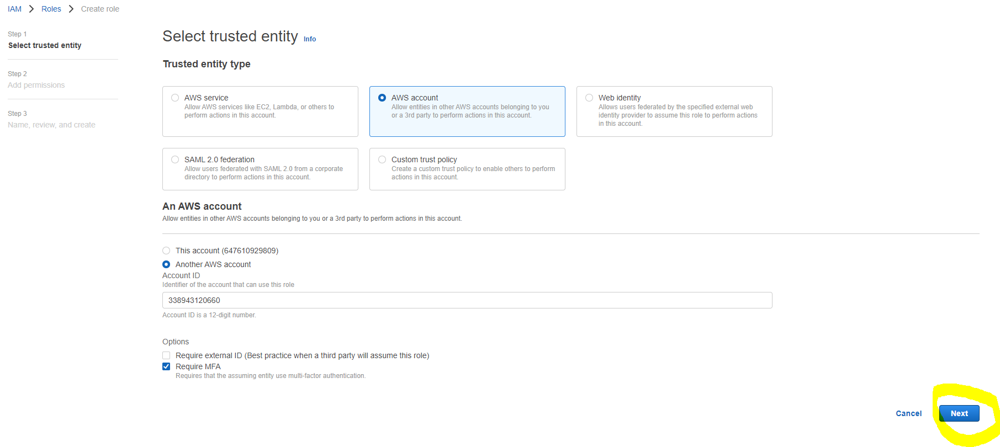 IAM > Roles > Create role
Step 1
Select trusted entity
Step 2
Add permissions
Step 3
Name, review, and create
Select trusted entity Info
Trusted entity type
AWS service
Allow AWS services like EC2, Lambda, or others to
perform actions in this account.
AWS account
Allow entities in other AWS accounts belonging to you
or a 3rd party to perform actions in this account.
Web identity
Allows users federated by the specified external web
identity provider to assume this role to perform actions
in this account.
SAML 2.0 federation
Allow users federated with SAML 2.0 from a corporate
directory to perform actions in this account.
Custom trust policy
Create a custom trust policy to enable others to perform
actions in this account.
An AWS account
Allow entities in other AWS accounts belonging to you or a 3rd party to perform actions in this account.
This account (647610929809)
Another AWS account
Account ID
Identifier of the account that can use this role
338943120660
Account ID is a 12-digit number.
Options
Require external ID (Best practice when a third party will assume this role)
Require MFA
Requires that the assuming entity use multi-factor authentication.
Cancel Next